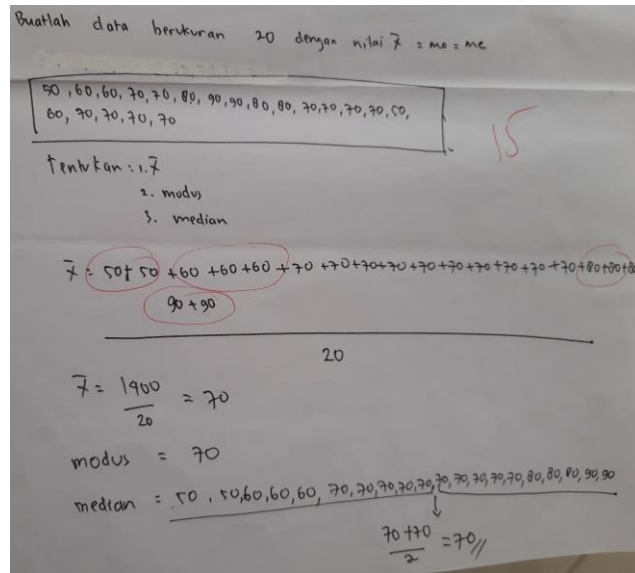 Buatlah data berukuran 20 dengan nilai x̄ = mo = me
50, 60, 60, 70, 70, 80, 90, 90, 80, 80, 70, 70, 70, 70, 50,
60, 70, 70, 70, 70
15
Tentukan : 1. x̄
2. modus
3. median
x̄ = 50+50+60+60+60+70+70+70+70+70+70+70+70+70+70+80+80+80
90+90
20
x̄ = 1400 = 70
20
modus = 70
median = 50, 50, 60, 60, 60, 70, 70, 70, 70, 70, 70, 70, 70, 70, 70, 80, 80, 80, 90, 90
70+70 = 70 //
2